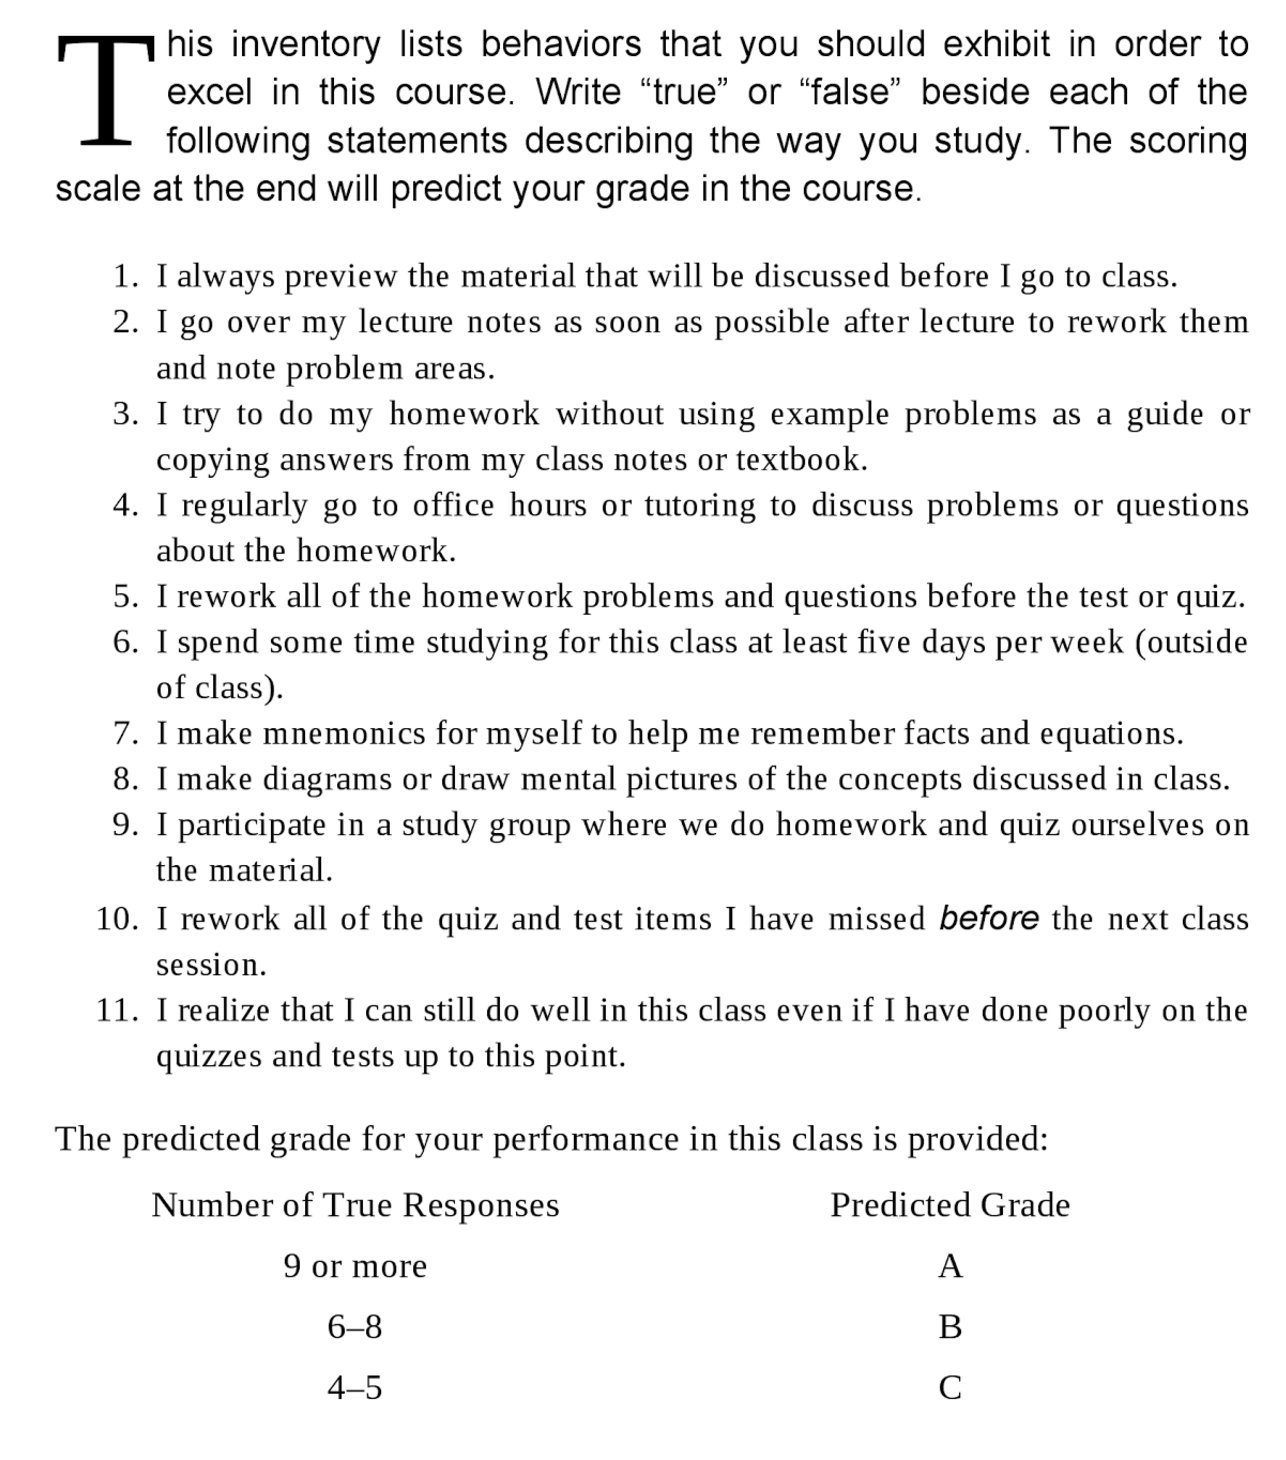 This inventory lists behaviors that you should exhibit in order to
excel in this course. Write “true” or “false” beside each of the
following statements describing the way you study. The scoring
scale at the end will predict your grade in the course.
1. I always preview the material that will be discussed before I go to class.
2. I go over my lecture notes as soon as possible after lecture to rework them
and note problem areas.
3. I try to do my homework without using example problems as a guide or
copying answers from my class notes or textbook.
4. I regularly go to office hours or tutoring to discuss problems or questions
about the homework.
5. I rework all of the homework problems and questions before the test or quiz.
6. I spend some time studying for this class at least five days per week (outside
of class).
7. I make mnemonics for myself to help me remember facts and equations.
8. I make diagrams or draw mental pictures of the concepts discussed in class.
9. I participate in a study group where we do homework and quiz ourselves on
the material.
10. I rework all of the quiz and test items I have missed before the next class
session.
11. I realize that I can still do well in this class even if I have done poorly on the
quizzes and tests up to this point.
The predicted grade for your performance in this class is provided:
Number of True Responses Predicted Grade
9 or more A
6–8 B
4–5 C